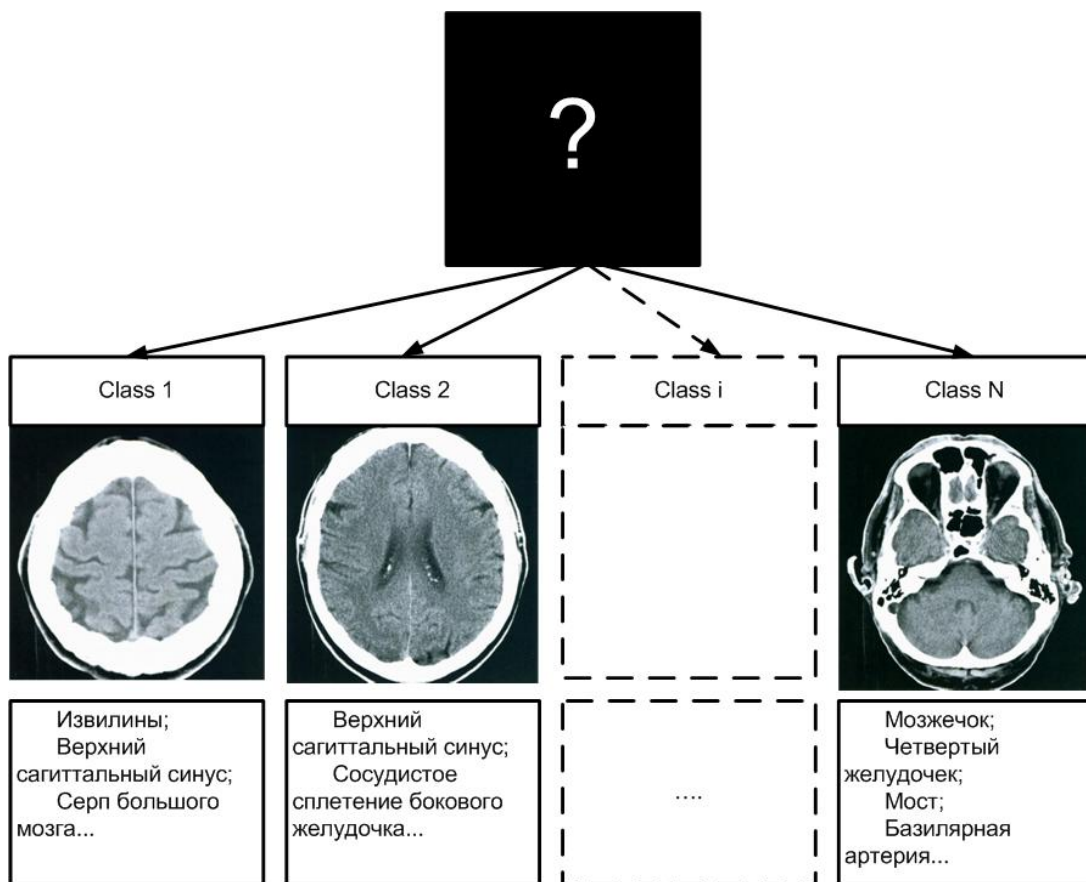 ?
Class 1
Class 2
Class i
Class N
Извилины;
Верхний
сагиттальный синус;
Серп большого
мозга...
Верхний
сагиттальный синус;
Сосудистое
сплетение бокового
желудочка...
....
Мозжечок;
Четвертый
желудочек;
Мост;
Базилярная
артерия...